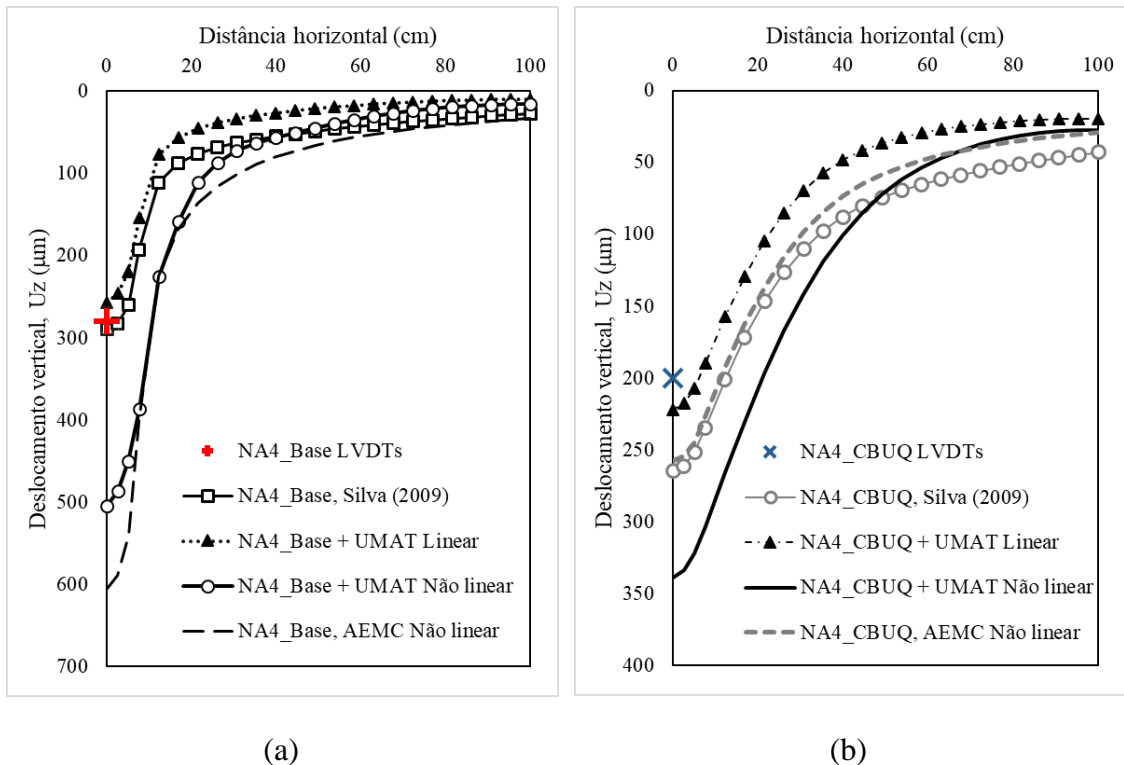 Distância horizontal (cm)
0 20 40 60 80 100
0
100
200
300
400
500
600
700
Deslocamento vertical, Uz (μm)
NA4_Base LVDTs
NA4_Base, Silva (2009)
NA4_Base + UMAT Linear
NA4_Base + UMAT Não linear
NA4_Base, AEMC Não linear
(a)
Distância horizontal (cm)
0 20 40 60 80 100
0
50
100
150
200
250
300
350
400
Deslocamento vertical, Uz (μm)
NA4_CBUQ LVDTs
NA4_CBUQ, Silva (2009)
NA4_CBUQ + UMAT Linear
NA4_CBUQ + UMAT Não linear
NA4_CBUQ, AEMC Não linear
(b)